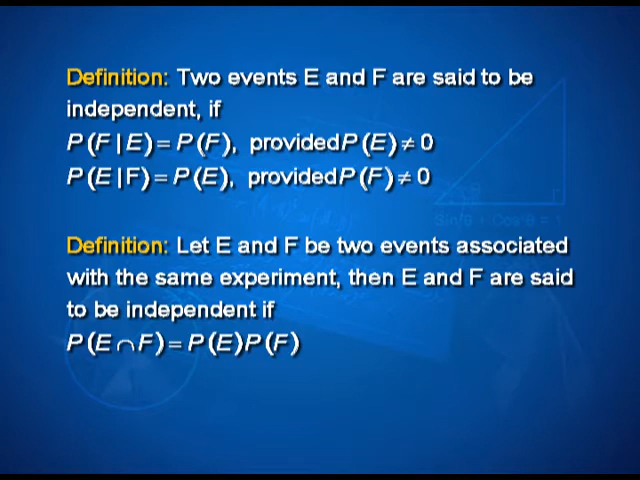 Definition: Two events E and F are said to be
independent, if
P(F|E) = P(F), provided P(E) ≠ 0
P(E|F) = P(E), provided P(F) ≠ 0
Definition: Let E and F be two events associated
with the same experiment, then E and F are said
to be independent if
P(E∩F) = P(E)P(F)